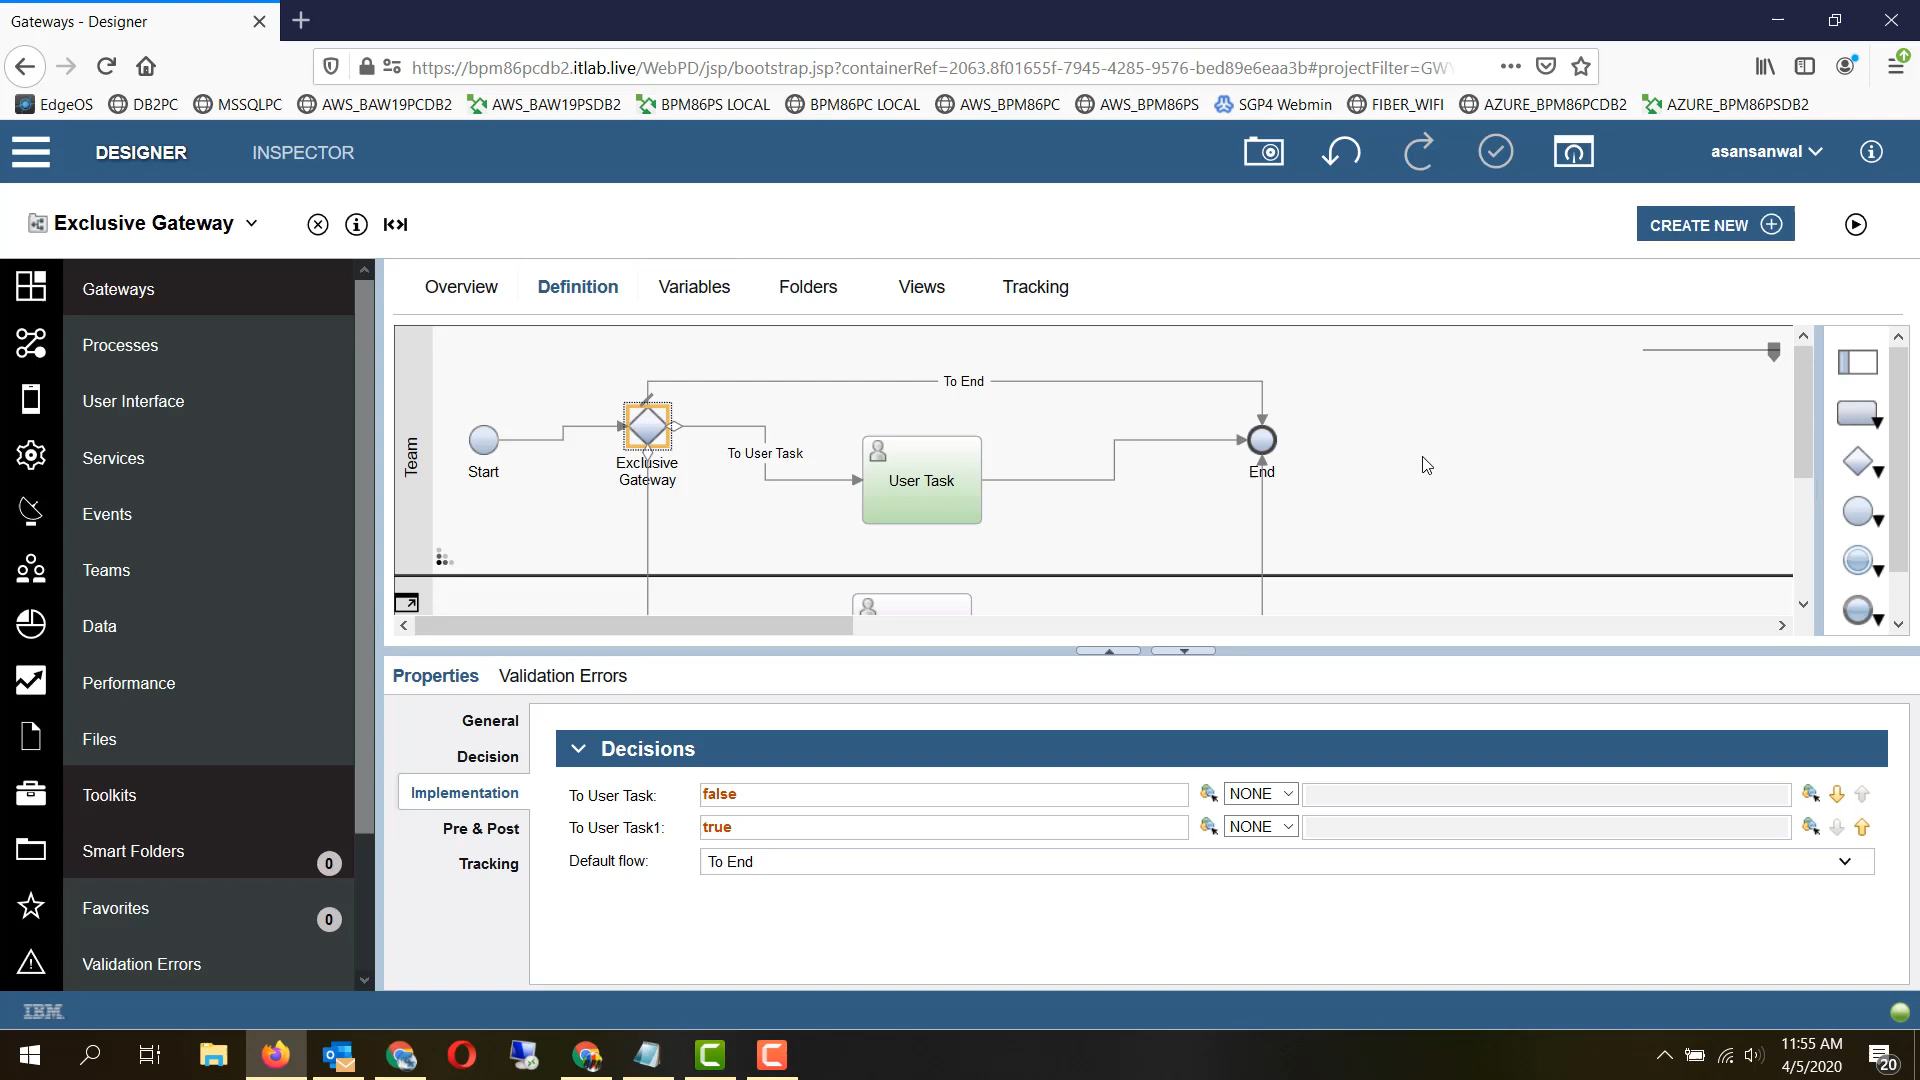 Gateways - Designer
https://bpm86pcdb2.itlab.live/WebPD/jsp/bootstrap.jsp?containerRef=2063.8f01655f-7945-4285-9576-bed89e6eaa3b#projectFilter=GWY
EdgeOS DB2PC MSSQLPC AWS_BAW19PCDB2 AWS_BAW19PSDB2 BPM86PS LOCAL BPM86PC LOCAL AWS_BPM86PC AWS_BPM86PS SGP4 Webmin FIBER_WIFI AZURE_BPM86PCDB2 AZURE_BPM86PSDB2
DESIGNER INSPECTOR asansanwal
Exclusive Gateway CREATE NEW
Gateways
Processes
User Interface
Services
Events
Teams
Data
Performance
Files
Toolkits
Smart Folders 0
Favorites 0
Validation Errors
Overview Definition Variables Folders Views Tracking
Team
To End
Start
Exclusive
Gateway
To User Task
User Task
End
Properties Validation Errors
General
Decision
Implementation
Pre & Post
Tracking
Decisions
To User Task: false NONE
To User Task1: true NONE
Default flow: To End
IBM
11:55 AM
4/5/2020
20